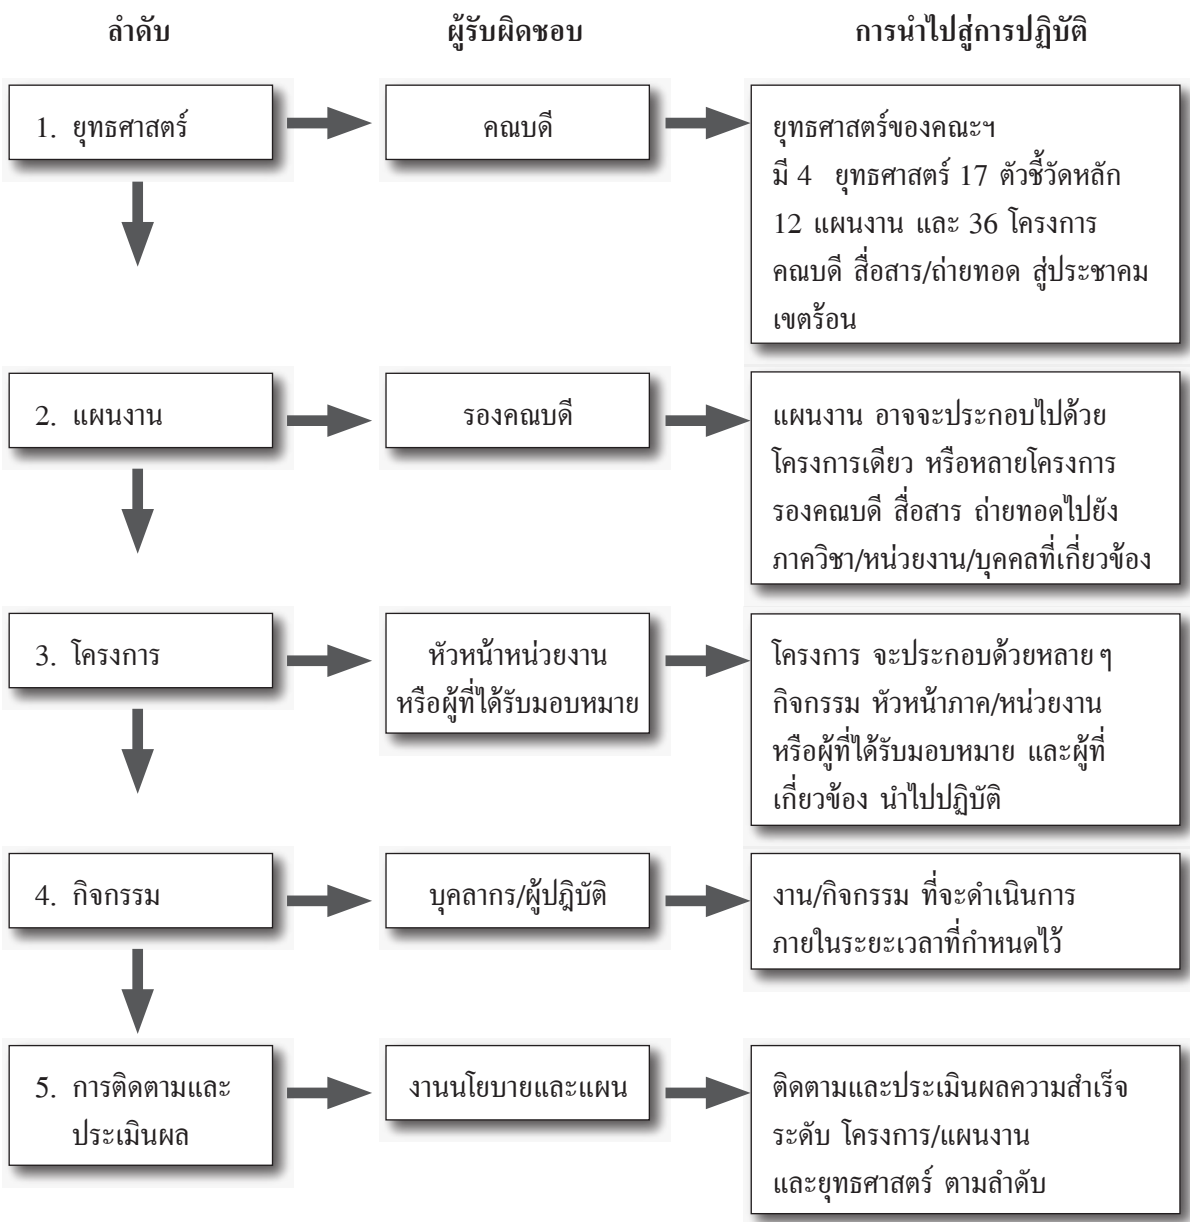 ลำดับ
ผู้รับผิดชอบ
การนำไปสู่การปฏิบัติ
1. ยุทธศาสตร์
คณบดี
ยุทธศาสตร์ของคณะฯ
มี 4 ยุทธศาสตร์ 17 ตัวชี้วัดหลัก
12 แผนงาน และ 36 โครงการ
คณบดี สื่อสาร/ถ่ายทอด สู่ประชาคม
เขตร้อน
2. แผนงาน
รองคณบดี
แผนงาน อาจจะประกอบไปด้วย
โครงการเดียว หรือหลายโครงการ
รองคณบดี สื่อสาร ถ่ายทอดไปยัง
ภาควิชา/หน่วยงาน/บุคคลที่เกี่ยวข้อง
3. โครงการ
หัวหน้าหน่วยงาน
หรือผู้ที่ได้รับมอบหมาย
โครงการ จะประกอบด้วยหลาย ๆ
กิจกรรม หัวหน้าภาค/หน่วยงาน
หรือผู้ที่ได้รับมอบหมาย และผู้ที่
เกี่ยวข้อง นำไปปฏิบัติ
4. กิจกรรม
บุคลากร/ผู้ปฎิบัติ
งาน/กิจกรรม ที่จะดำเนินการ
ภายในระยะเวลาที่กำหนดไว้
5. การติดตามและ
ประเมินผล
งานนโยบายและแผน
ติดตามและประเมินผลความสำเร็จ
ระดับ โครงการ/แผนงาน
และยุทธศาสตร์ ตามลำดับ